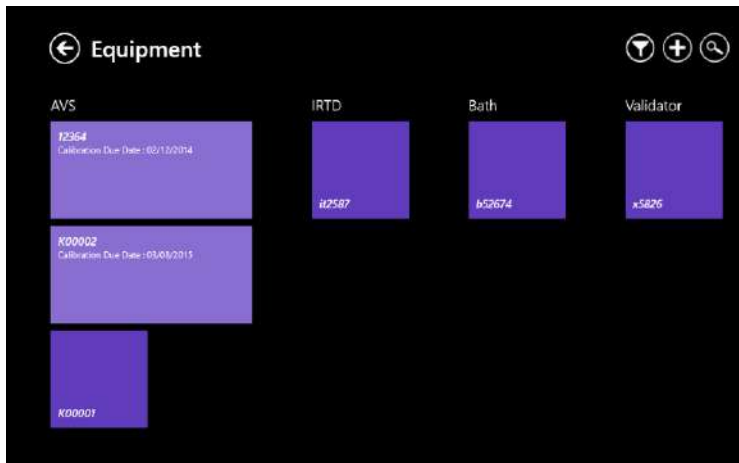 Equipment
AVS
12364
Calibration Due Date : 02/12/2014
K00002
Calibration Due Date : 03/08/2015
K00001
IRTD
it2587
Bath
b52674
Validator
x5826